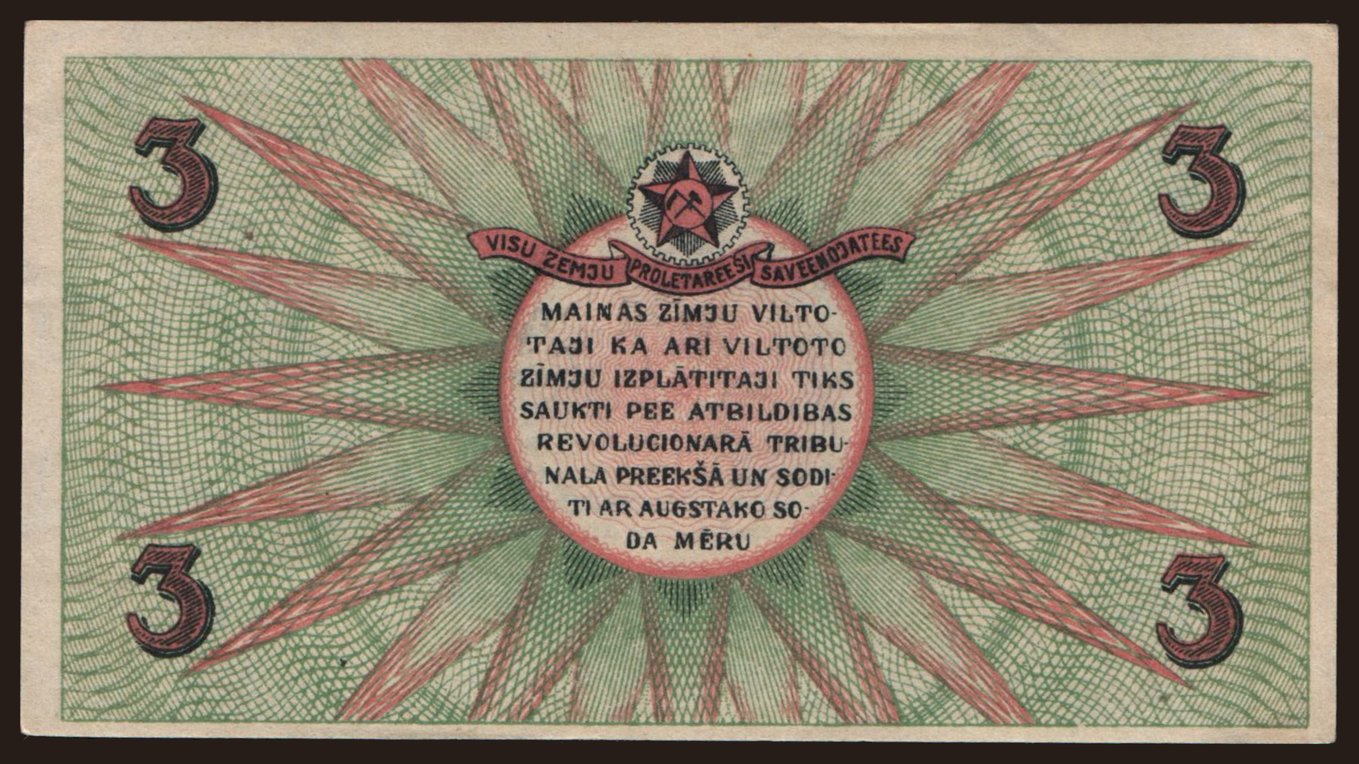 3
3
VISU ZEMJU PROLETAREEŠI SAVEENOJATEES
MAIŅAS ZĪMJU VILTO-
TAJI KA ARI VILTOTO
ZĪMJU IZPLĀTITAJI TIKS
SAUKTI PEE ATBILDIBAS
REVOLUCIONARĀ TRIBU-
NALA PREEKŠĀ UN SODI-
TI AR AUGSTAKO SO-
DA MĒRU
3
3